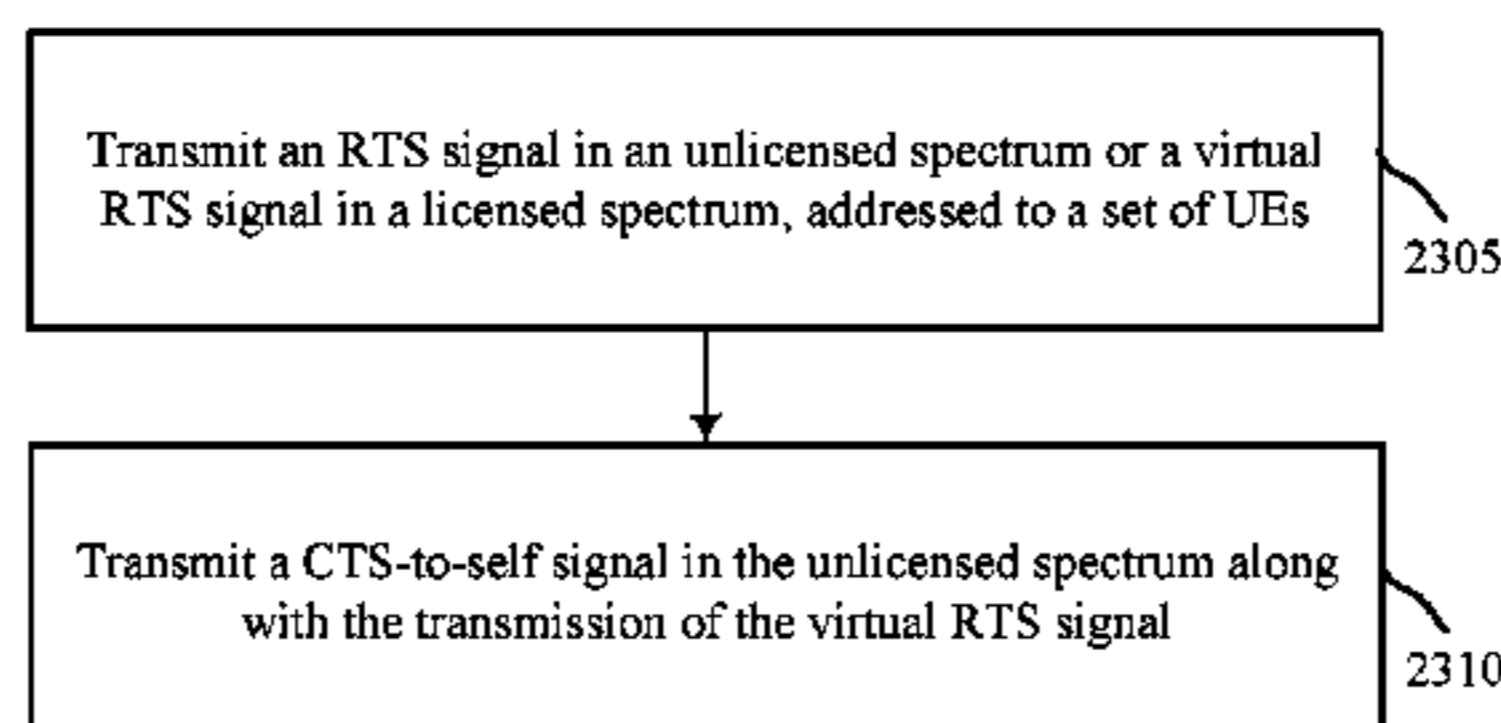 Transmit an RTS signal in an unlicensed spectrum or a virtual
RTS signal in a licensed spectrum, addressed to a set of UEs
2305
Transmit a CTS-to-self signal in the unlicensed spectrum along
with the transmission of the virtual RTS signal
2310